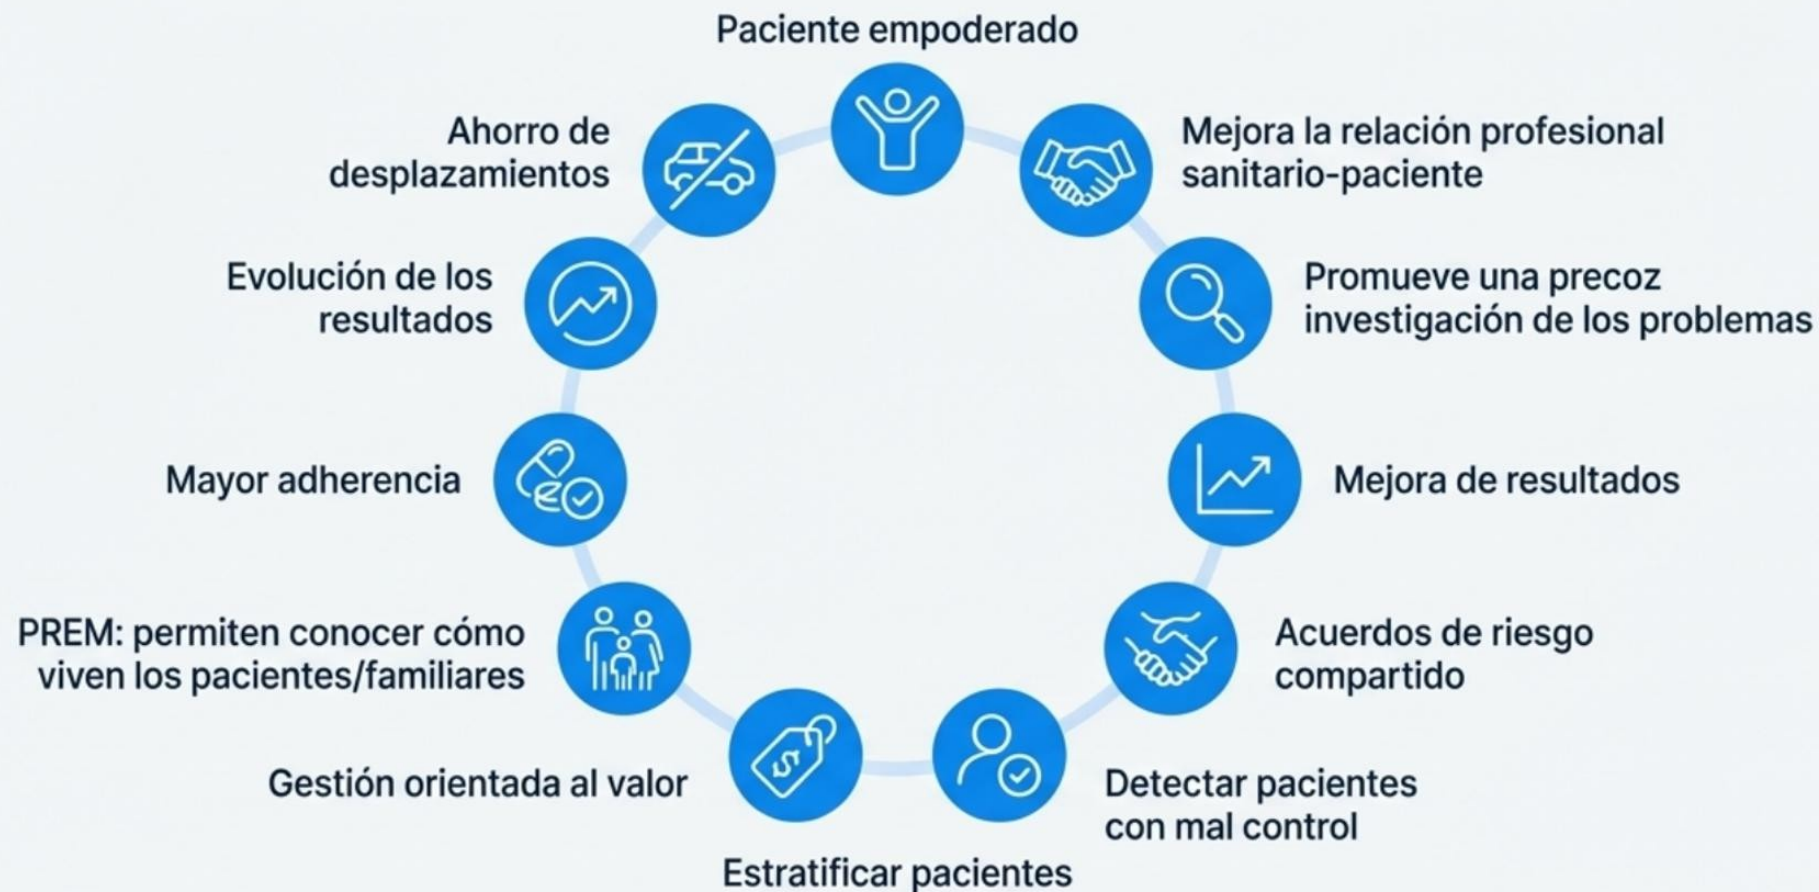 Paciente empoderado
Mejora la relación profesional
sanitario-paciente
Promueve una precoz
investigación de los problemas
Mejora de resultados
Acuerdos de riesgo
compartido
Detectar pacientes
con mal control
Estratificar pacientes
Gestión orientada al valor
PREM: permiten conocer cómo
viven los pacientes/familiares
Mayor adherencia
Evolución de los
resultados
Ahorro de
desplazamientos